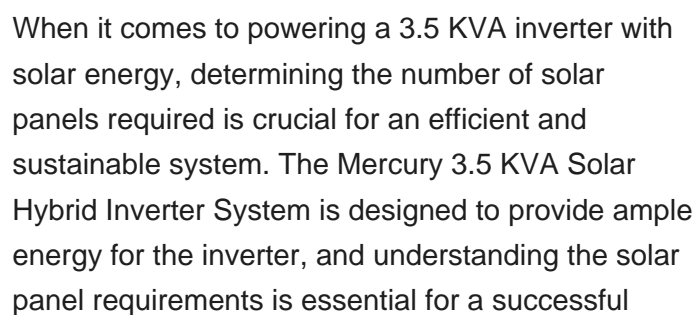 When it comes to powering a 3.5 KVA inverter with
solar energy, determining the number of solar
panels required is crucial for an efficient and
sustainable system. The Mercury 3.5 KVA Solar
Hybrid Inverter System is designed to provide ample
energy for the inverter, and understanding the solar
panel requirements is essential for a successful